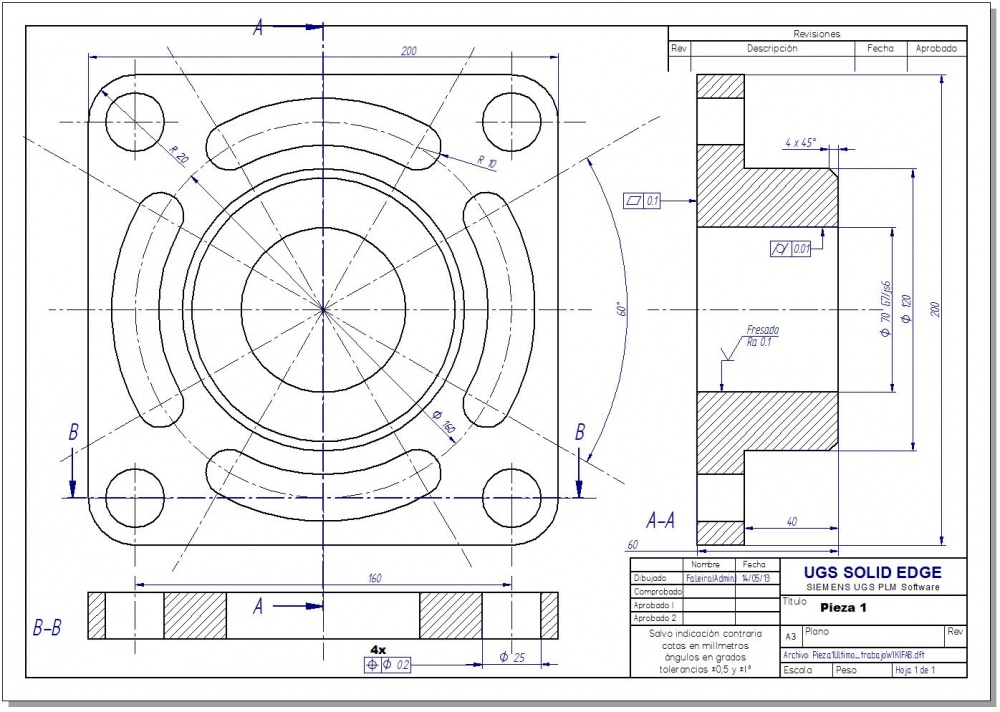 A
Revisiones
Rev Descripción Fecha Aprobado
200
R 20
R 10
4 x 45°
0.1
0.01
60°
Φ 70 G7/js6
Φ 120
200
Fresado
Ra 0.1
Φ 160
B
B
A-A
40
60
160
A
B-B
4x
Φ 0.2
Φ 25
Nombre Fecha
Dibujado Faleiro(Admin) 14/05/13
Comprobado
Aprobado 1
Aprobado 2
UGS SOLID EDGE
SIEMENS UGS PLM Software
Título
Pieza 1
Salvo indicación contraria
cotas en milímetros
ángulos en grados
tolerancias ±0,5 y ±1°
A3 Plano Rev
Archivo Pieza1Ultimo_trabajoWIKIFAB.dft
Escala Peso Hoja 1 de 1